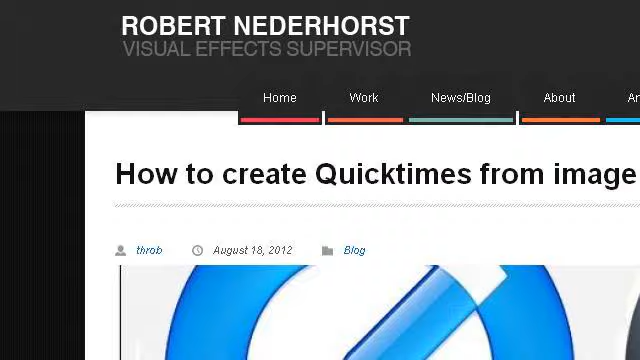 ROBERT NEDERHORST
VISUAL EFFECTS SUPERVISOR
Home Work News/Blog About
How to create Quicktimes from image
throb August 18, 2012 Blog